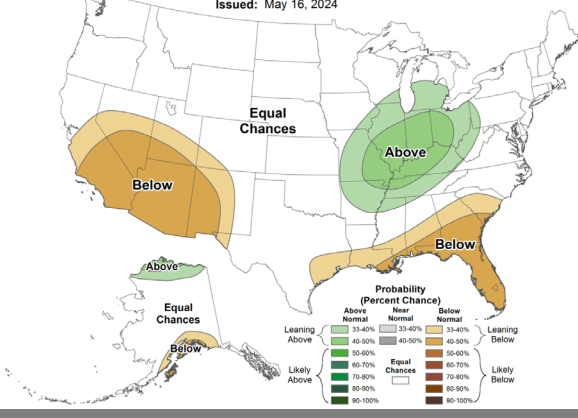 Issued: May 16, 2024
Equal
Chances
Above
Below
Below
Above
Equal
Chances
Below
Probability
(Percent Chance)
Above
Normal
Near
Normal
Below
Normal
Leaning
Above
33-40%
33-40%
33-40%
Leaning
Below
40-50%
40-50%
40-50%
Likely
Above
50-60%
50-60%
Likely
Below
60-70%
60-70%
Equal
Chances
70-80%
70-80%
80-90%
80-90%
90-100%
90-100%